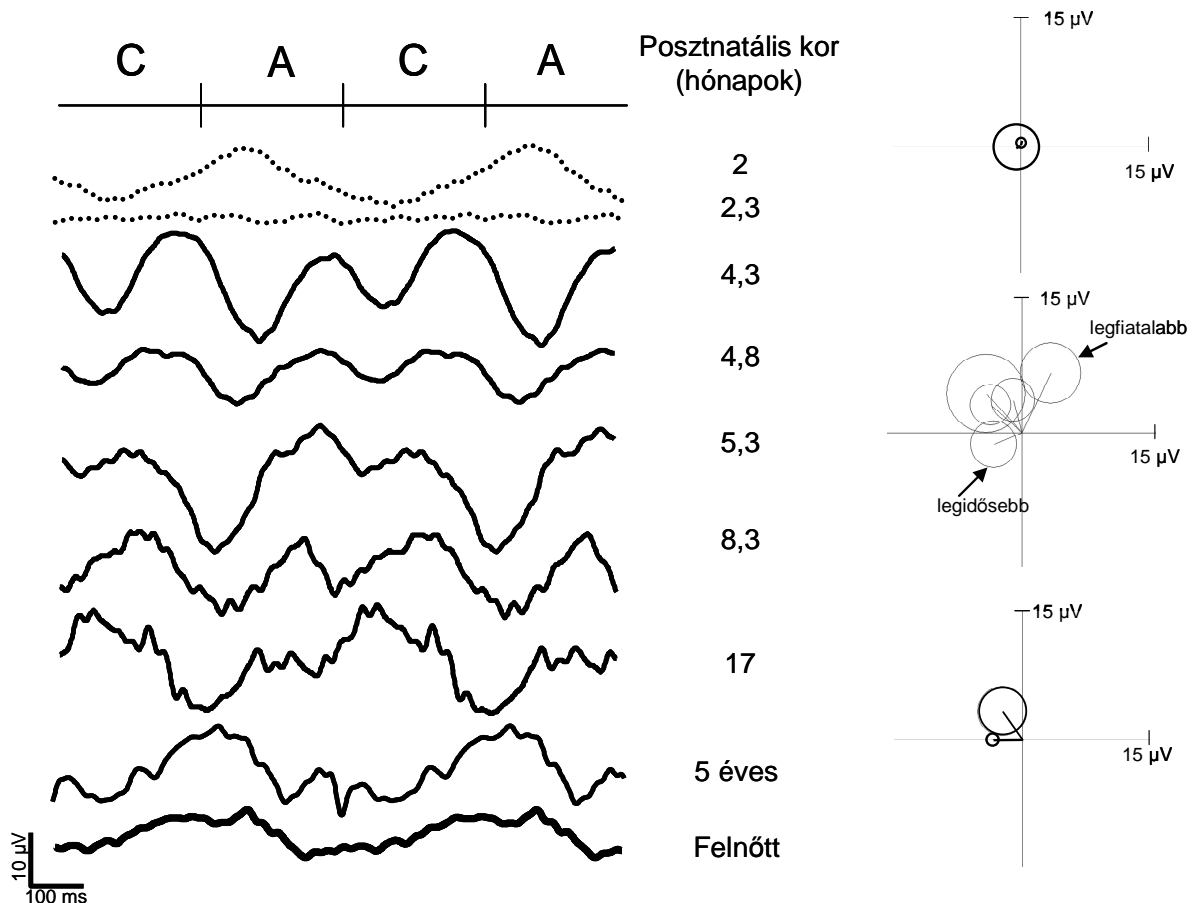 C A C A
Posztnatális kor
(hónapok)
2
2,3
4,3
4,8
5,3
8,3
17
5 éves
Felnőtt
10 µV
100 ms
15 µV
15 µV
15 µV
legfiatalabb
15 µV
legidősebb
15 µV
15 µV